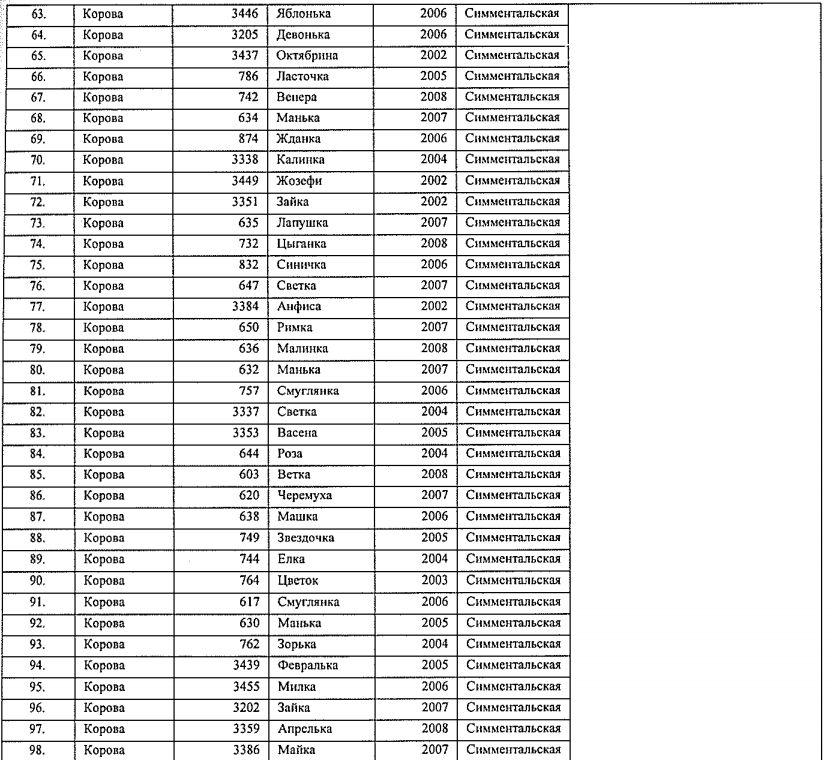 63. Корова 3446 Яблонька 2006 Симментальская
64. Корова 3205 Девонька 2006 Симментальская
65. Корова 3437 Октябрина 2002 Симментальская
66. Корова 786 Ласточка 2005 Симментальская
67. Корова 742 Венера 2008 Симментальская
68. Корова 634 Манька 2007 Симментальская
69. Корова 874 Жданка 2006 Симментальская
70. Корова 3338 Калинка 2004 Симментальская
71. Корова 3449 Жозефи 2002 Симментальская
72. Корова 3351 Зайка 2002 Симментальская
73. Корова 635 Лапушка 2007 Симментальская
74. Корова 732 Цыганка 2008 Симментальская
75. Корова 832 Синичка 2006 Симментальская
76. Корова 647 Светка 2007 Симментальская
77. Корова 3384 Анфиса 2002 Симментальская
78. Корова 650 Римка 2007 Симментальская
79. Корова 636 Малинка 2008 Симментальская
80. Корова 632 Манька 2007 Симментальская
81. Корова 757 Смуглянка 2006 Симментальская
82. Корова 3337 Светка 2004 Симментальская
83. Корова 3353 Васена 2005 Симментальская
84. Корова 644 Роза 2004 Симментальская
85. Корова 603 Ветка 2008 Симментальская
86. Корова 620 Черемуха 2007 Симментальская
87. Корова 638 Машка 2006 Симментальская
88. Корова 749 Звездочка 2005 Симментальская
89. Корова 744 Елка 2004 Симментальская
90. Корова 764 Цветок 2003 Симментальская
91. Корова 617 Смуглянка 2006 Симментальская
92. Корова 630 Манька 2005 Симментальская
93. Корова 762 Зорька 2004 Симментальская
94. Корова 3439 Февралька 2005 Симментальская
95. Корова 3455 Милка 2006 Симментальская
96. Корова 3202 Зайка 2007 Симментальская
97. Корова 3359 Апрелька 2008 Симментальская
98. Корова 3386 Майка 2007 Симментальская